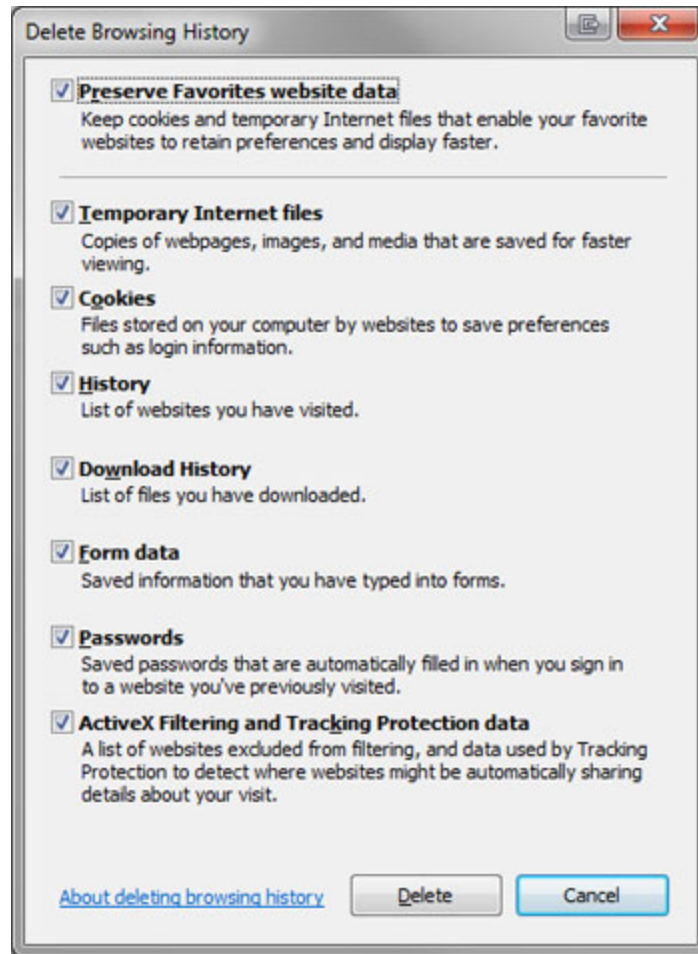 Delete Browsing History
Preserve Favorites website data
Keep cookies and temporary Internet files that enable your favorite
websites to retain preferences and display faster.
Temporary Internet files
Copies of webpages, images, and media that are saved for faster
viewing.
Cookies
Files stored on your computer by websites to save preferences
such as login information.
History
List of websites you have visited.
Download History
List of files you have downloaded.
Form data
Saved information that you have typed into forms.
Passwords
Saved passwords that are automatically filled in when you sign in
to a website you've previously visited.
ActiveX Filtering and Tracking Protection data
A list of websites excluded from filtering, and data used by Tracking
Protection to detect where websites might be automatically sharing
details about your visit.
About deleting browsing history Delete Cancel